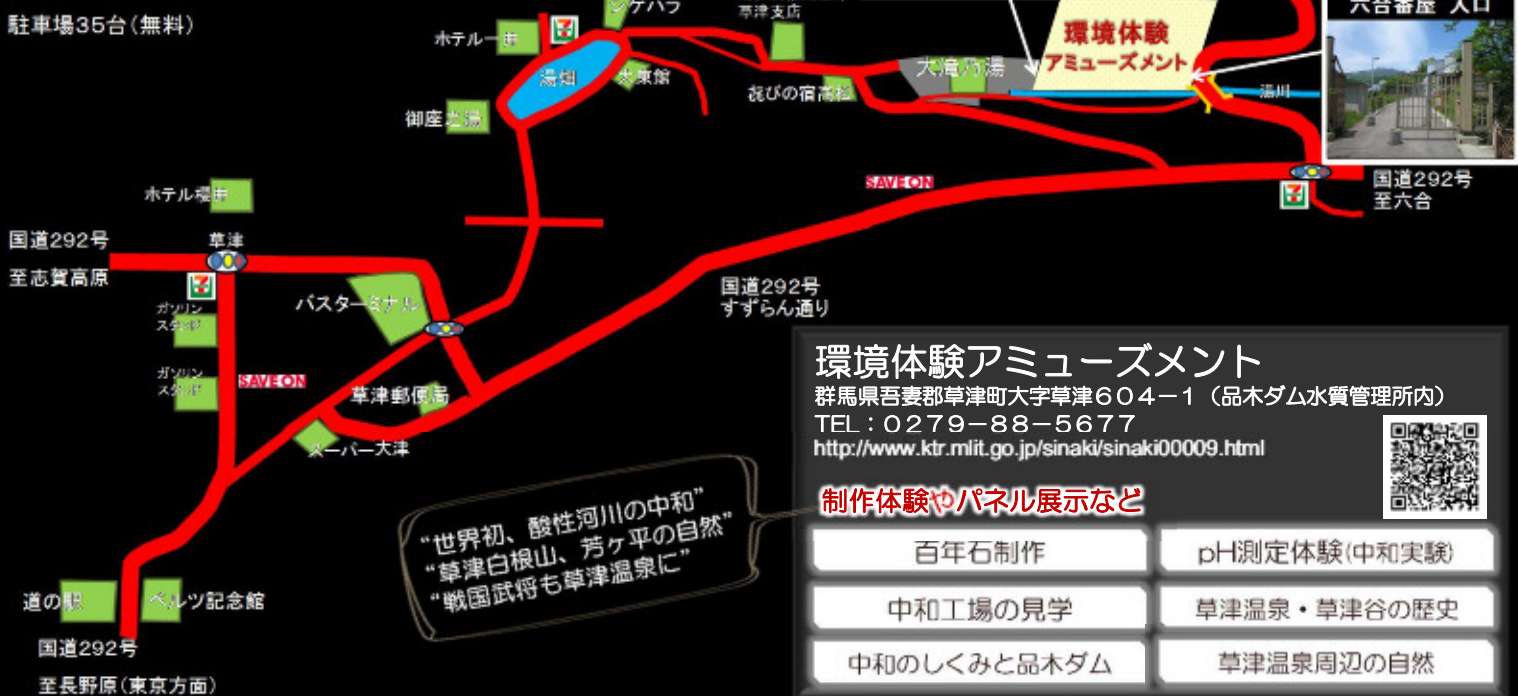 駐車場35台(無料)
草津支店
六合番屋 入口
ホテル一井
湯畑
大東館
環境体験
アミューズメント
大滝乃湯
喜びの宿高松
湯川
御座之湯
SAVE ON
国道292号
至六合
ホテル櫻井
国道292号
草津
至志賀高原
国道292号
すずらん通り
ガソリン
スタンド
バスターミナル
ガソリン
スタンド
SAVE ON
草津郵便局
スーパー大津
環境体験アミューズメント
群馬県吾妻郡草津町大字草津604-1(品木ダム水質管理所内)
TEL:0279-88-5677
http://www.ktr.mlit.go.jp/sinaki/sinaki00009.html
制作体験やパネル展示など
"世界初、酸性河川の中和"
"草津白根山、芳ヶ平の自然"
"戦国武将も草津温泉に"
百年石制作
pH測定体験(中和実験)
中和工場の見学
草津温泉・草津谷の歴史
中和のしくみと品木ダム
草津温泉周辺の自然
道の駅
ベルツ記念館
国道292号
至長野原(東京方面)